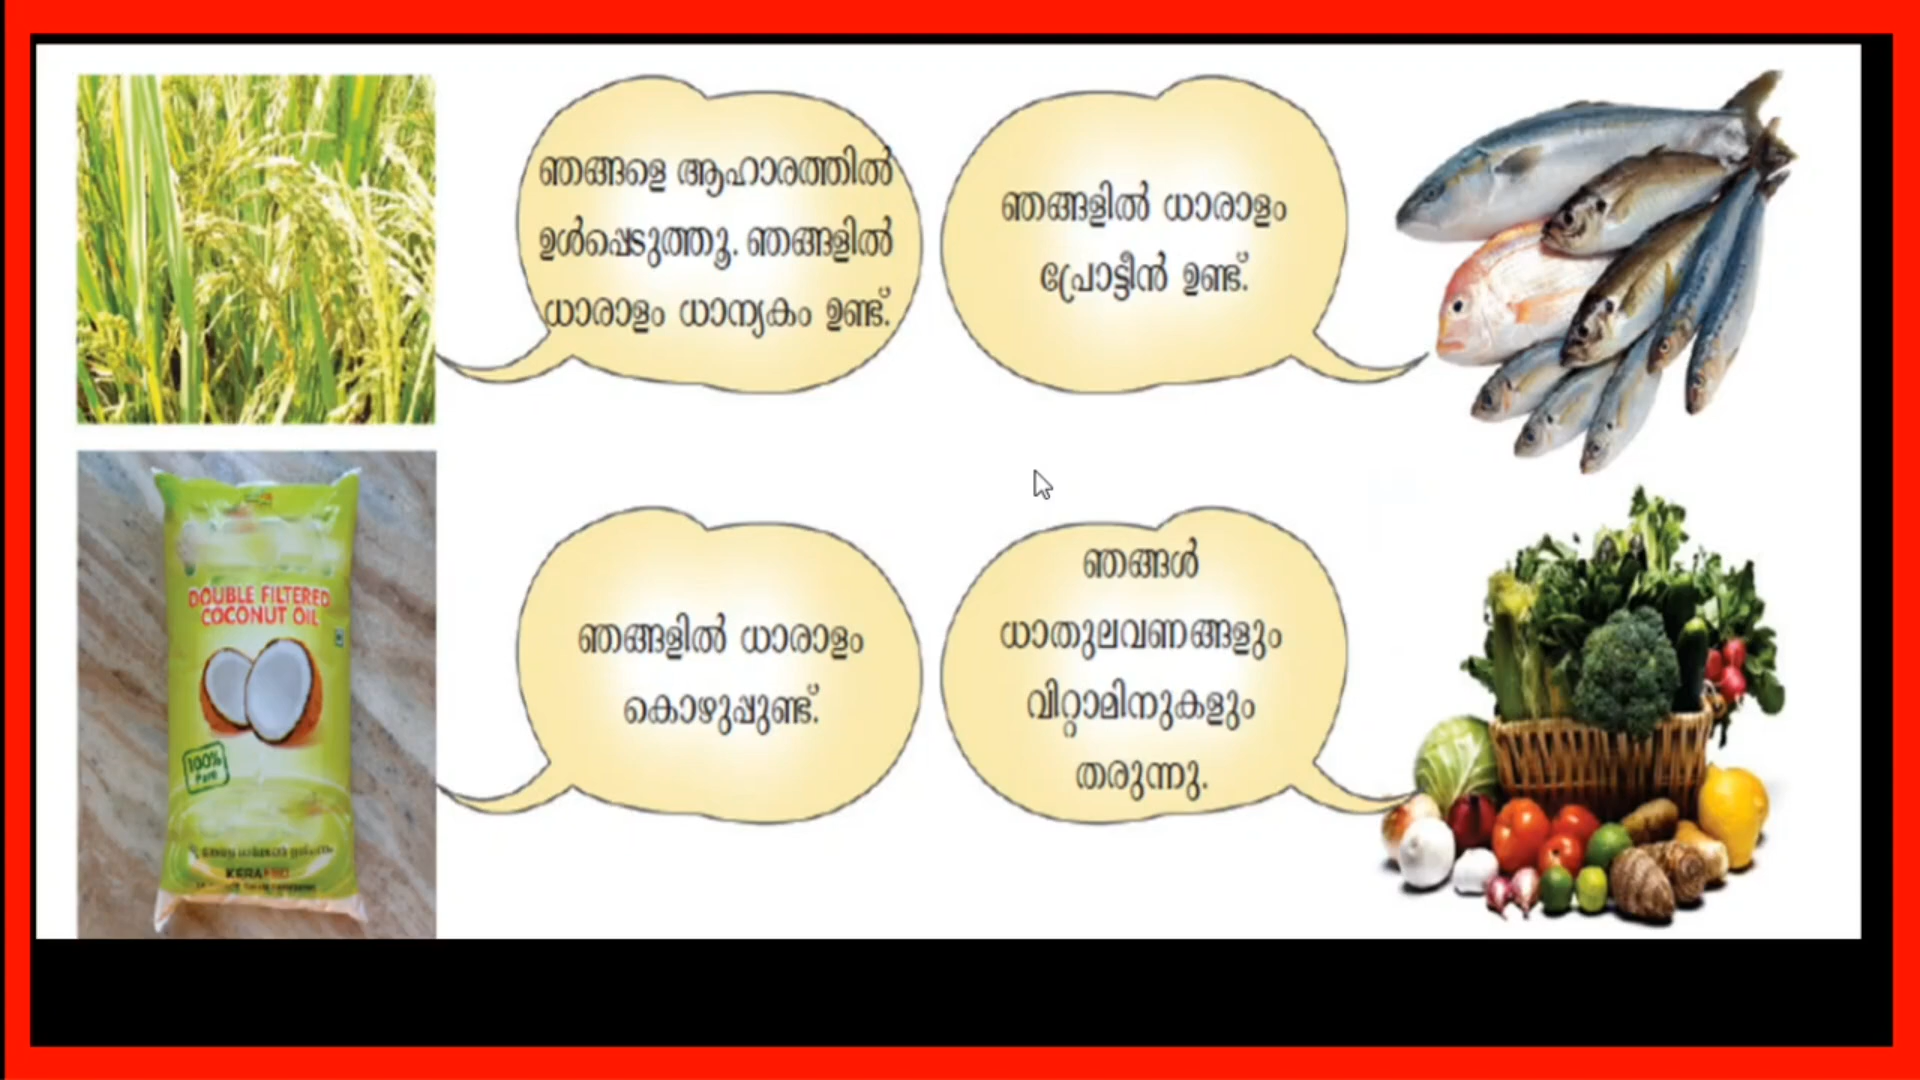 ഞങ്ങളെ ആഹാരത്തിൽ
ഉൾപ്പെടുത്തൂ. ഞങ്ങളിൽ
ധാരാളം ധാന്യകം ഉണ്ട്.
ഞങ്ങളിൽ ധാരാളം
പ്രോട്ടീൻ ഉണ്ട്.
DOUBLE FILTERED
COCONUT OIL
100%
Pure
KERA
ഞങ്ങളിൽ ധാരാളം
കൊഴുപ്പുണ്ട്.
ഞങ്ങൾ
ധാതുലവണങ്ങളും
വിറ്റാമിനുകളും
തരുന്നു.